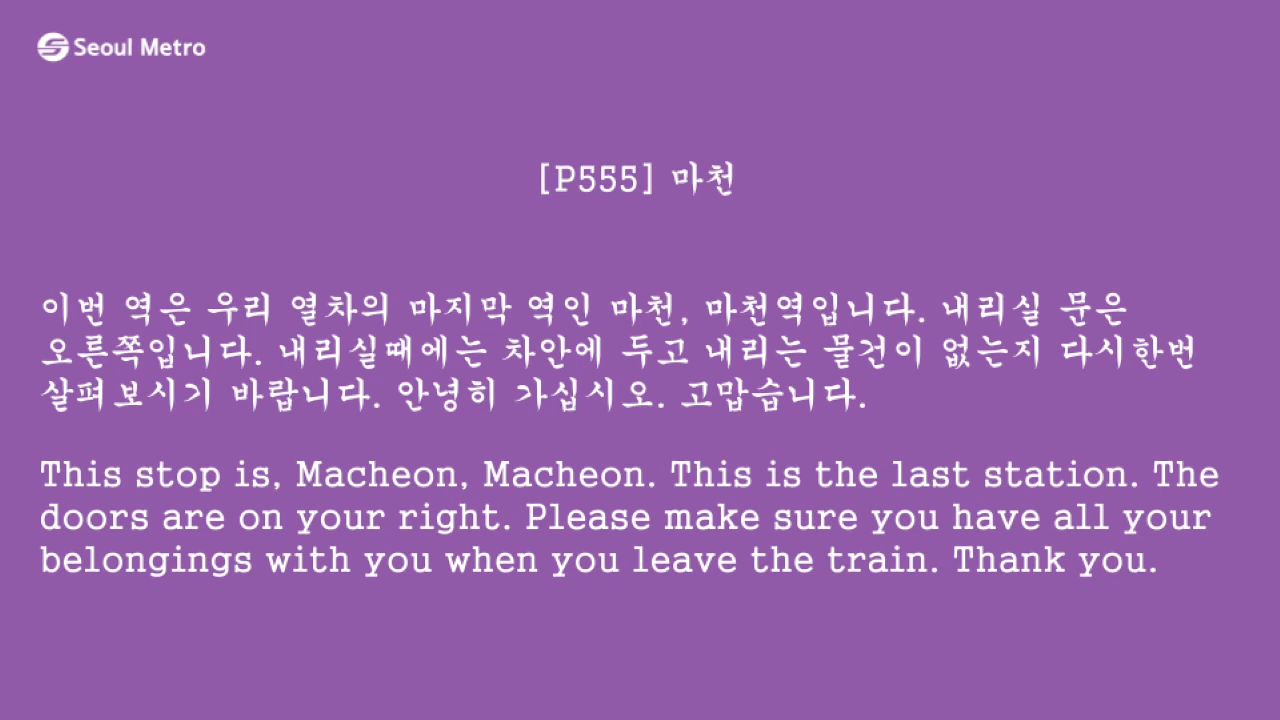 Seoul Metro
[P555] 마천
이번 역은 우리 열차의 마지막 역인 마천, 마천역입니다. 내리실 문은
오른쪽입니다. 내리실때에는 차안에 두고 내리는 물건이 없는지 다시한번
살펴보시기 바랍니다. 안녕히 가십시오. 고맙습니다.
This stop is, Macheon, Macheon. This is the last station. The
doors are on your right. Please make sure you have all your
belongings with you when you leave the train. Thank you.